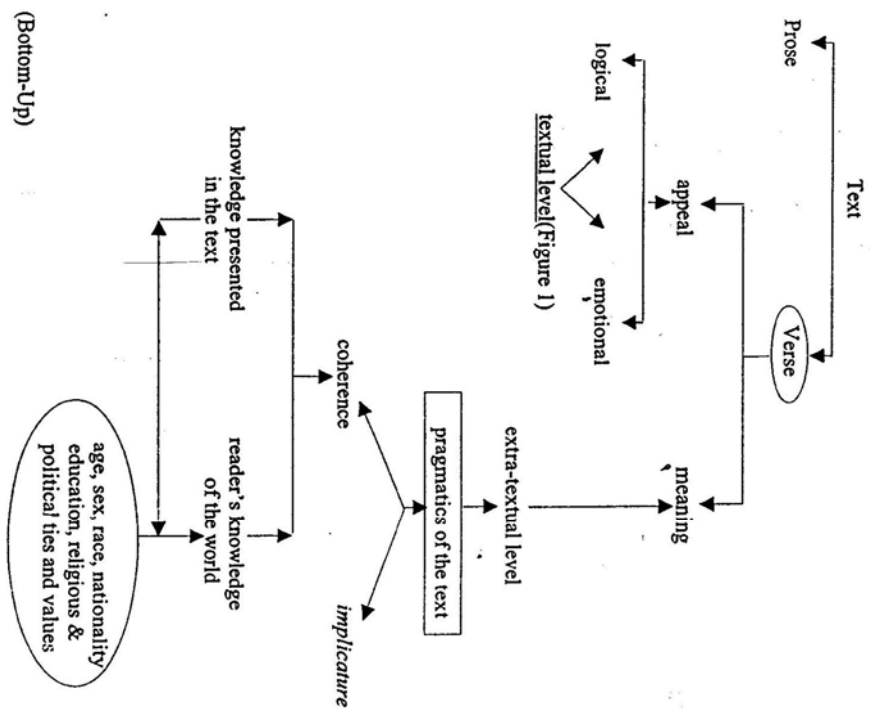 Text
Prose
Verse
appeal
meaning
logical
emotional
textual level(Figure 1)
extra-textual level
pragmatics of the text
coherence
implicature
knowledge presented
in the text
reader's knowledge
of the world
age, sex, race, nationality
education, religious &
political ties and values
(Bottom-Up)